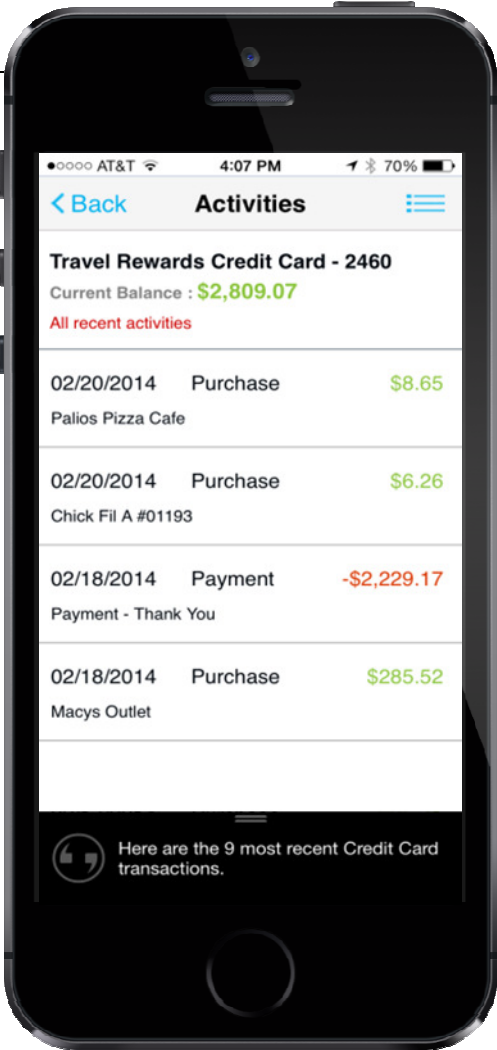 ●○○○○ AT&T 4:07 PM 70%
Back Activities
Travel Rewards Credit Card - 2460
Current Balance : $2,809.07
All recent activities
02/20/2014 Purchase $8.65
Palios Pizza Cafe
02/20/2014 Purchase $6.26
Chick Fil A #01193
02/18/2014 Payment -$2,229.17
Payment - Thank You
02/18/2014 Purchase $285.52
Macys Outlet
Here are the 9 most recent Credit Card
transactions.